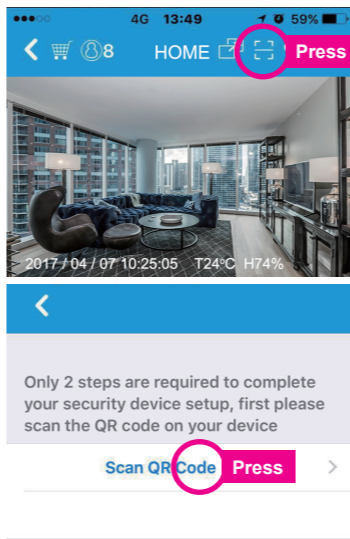 4G 13:49 59%
8 HOME Press
2017 / 04 / 07 10:25:05 T24°C H74%
Only 2 steps are required to complete
your security device setup, first please
scan the QR code on your device
Scan QR Code Press